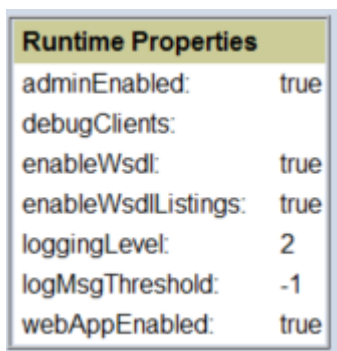 Runtime Properties
adminEnabled: true
debugClients:
enableWsdl: true
enableWsdlListings: true
loggingLevel: 2
logMsgThreshold: -1
webAppEnabled: true